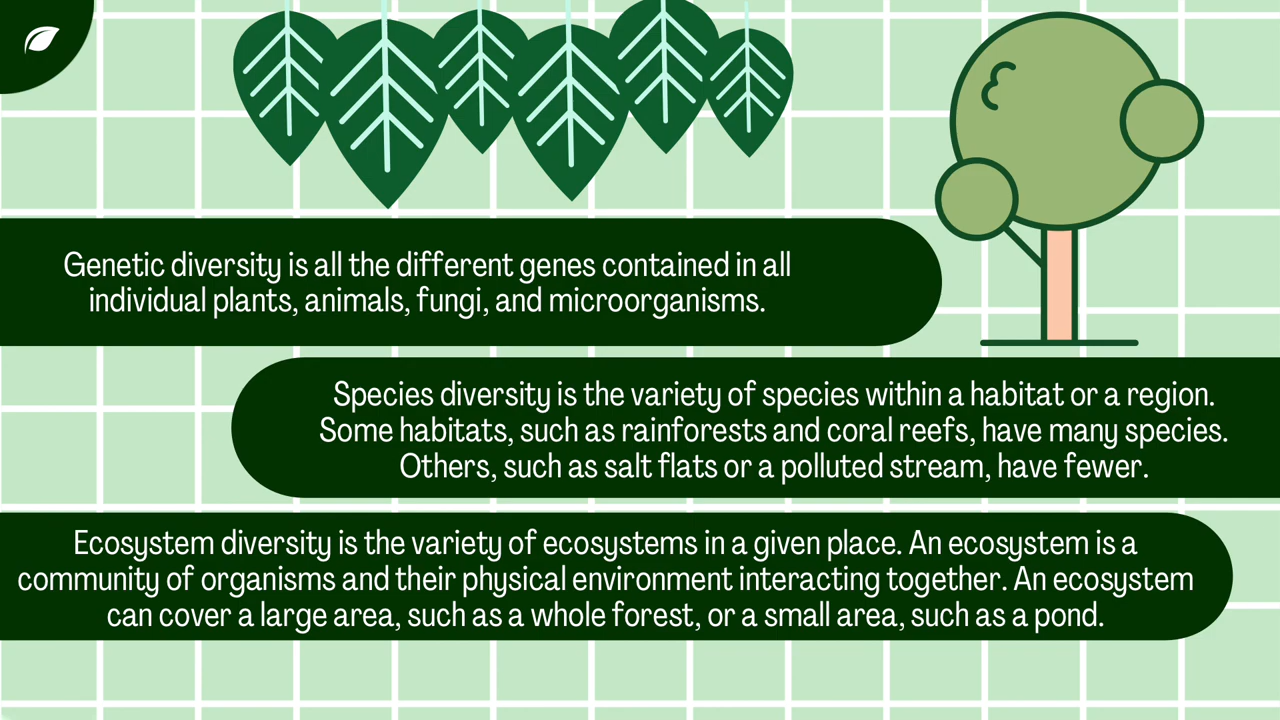 Genetic diversity is all the different genes contained in all
individual plants, animals, fungi, and microorganisms.
Species diversity is the variety of species within a habitat or a region.
Some habitats, such as rainforests and coral reefs, have many species.
Others, such as salt flats or a polluted stream, have fewer.
Ecosystem diversity is the variety of ecosystems in a given place. An ecosystem is a
community of organisms and their physical environment interacting together. An ecosystem
can cover a large area, such as a whole forest, or a small area, such as a pond.